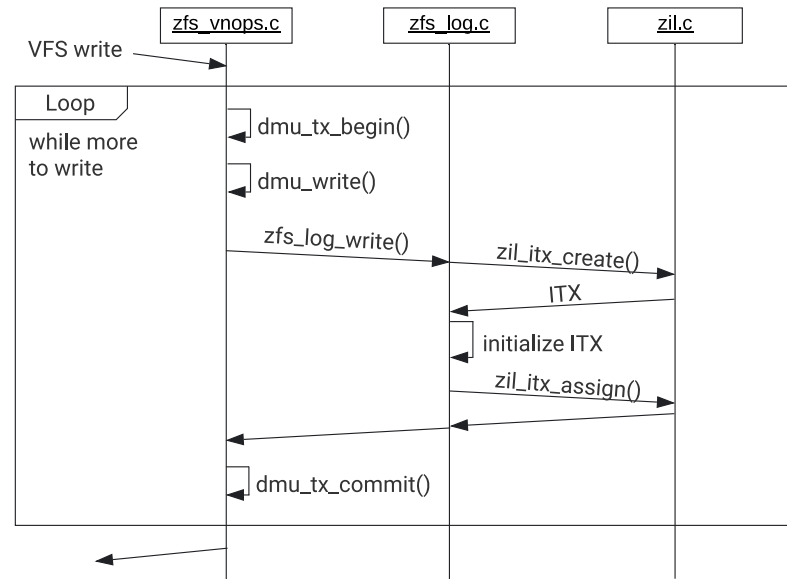 zfs_vnops.c
zfs_log.c
zil.c
VFS write
Loop
while more
to write
dmu_tx_begin()
dmu_write()
zfs_log_write()
zil_itx_create()
ITX
initialize ITX
zil_itx_assign()
dmu_tx_commit()